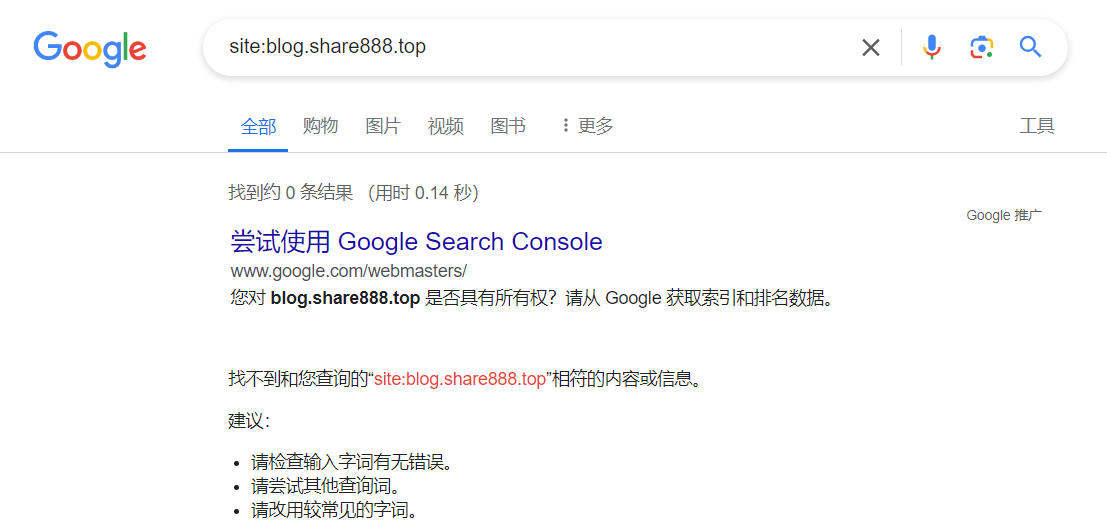 Google
site:blog.share888.top
全部 购物 图片 视频 图书 更多 工具
找到约 0 条结果 （用时 0.14 秒）
Google 推广
尝试使用 Google Search Console
www.google.com/webmasters/
您对 blog.share888.top 是否具有所有权？请从 Google 获取索引和排名数据。
找不到和您查询的“site:blog.share888.top”相符的内容或信息。
建议：
请检查输入字词有无错误。
请尝试其他查询词。
请改用较常见的字词。